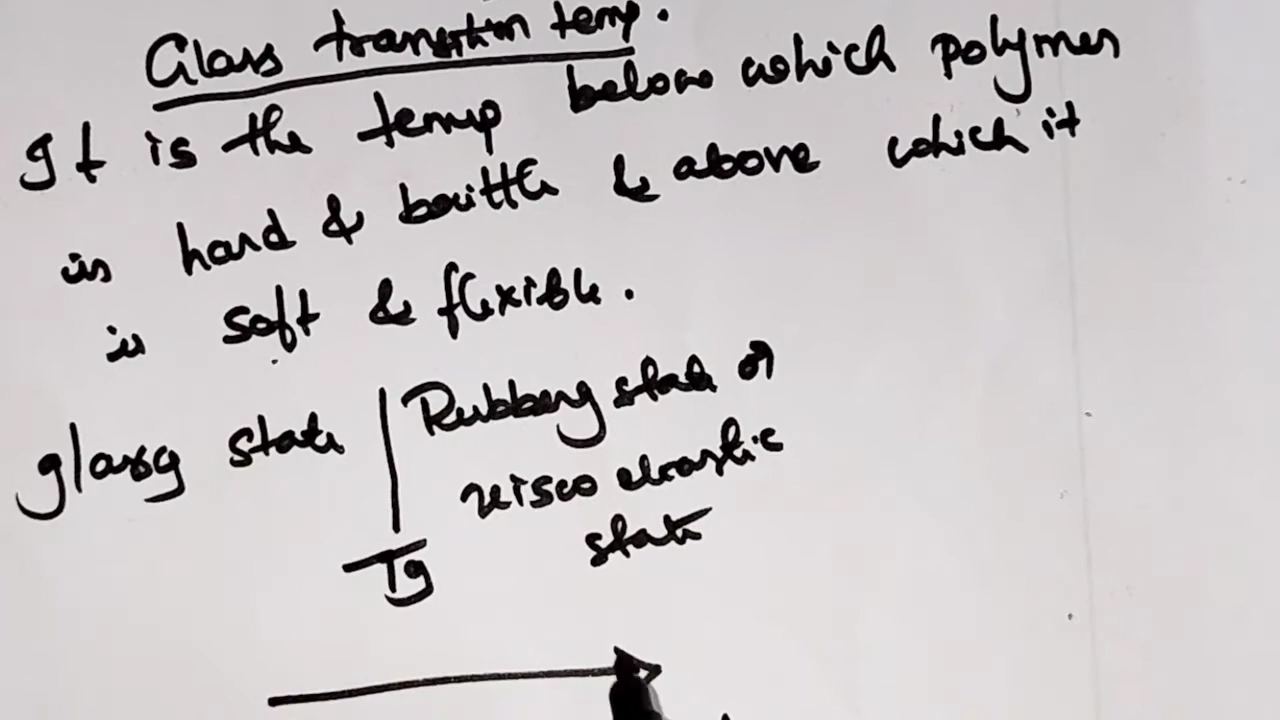 Glass transition temp.
It is the temp below which polymer
is hard & brittle & above which it
is soft & flexible.
glassy state | Rubbery state or
visco elastic
state
Tg